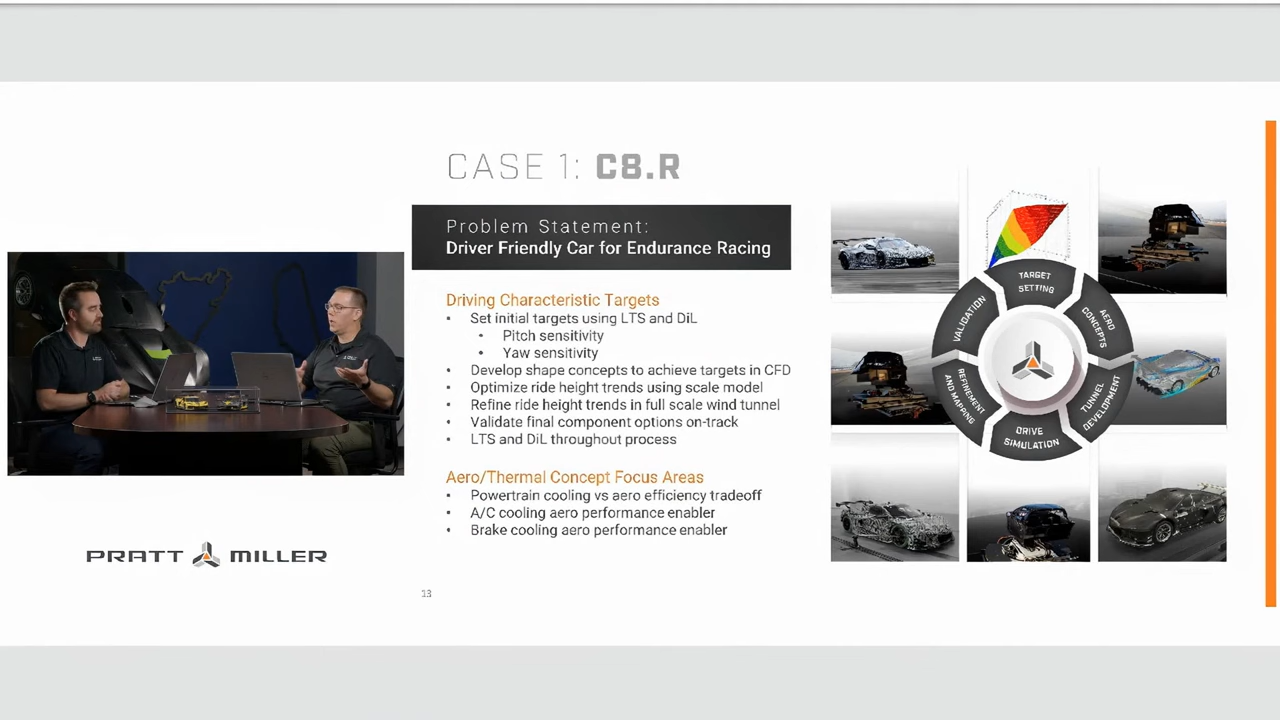 CASE 1: C8.R
Problem Statement:
Driver Friendly Car for Endurance Racing
Driving Characteristic Targets
• Set initial targets using LTS and DiL
• Pitch sensitivity
• Yaw sensitivity
• Develop shape concepts to achieve targets in CFD
• Optimize ride height trends using scale model
• Refine ride height trends in full scale wind tunnel
• Validate final component options on-track
• LTS and DiL throughout process
Aero/Thermal Concept Focus Areas
• Powertrain cooling vs aero efficiency tradeoff
• A/C cooling aero performance enabler
• Brake cooling aero performance enabler
PRATT MILLER
13
TARGET
SETTING
AERO
CONCEPTS
TUNNEL
DEVELOPMENT
DRIVE
SIMULATION
REFINEMENT
AND MAPPING
VALIDATION